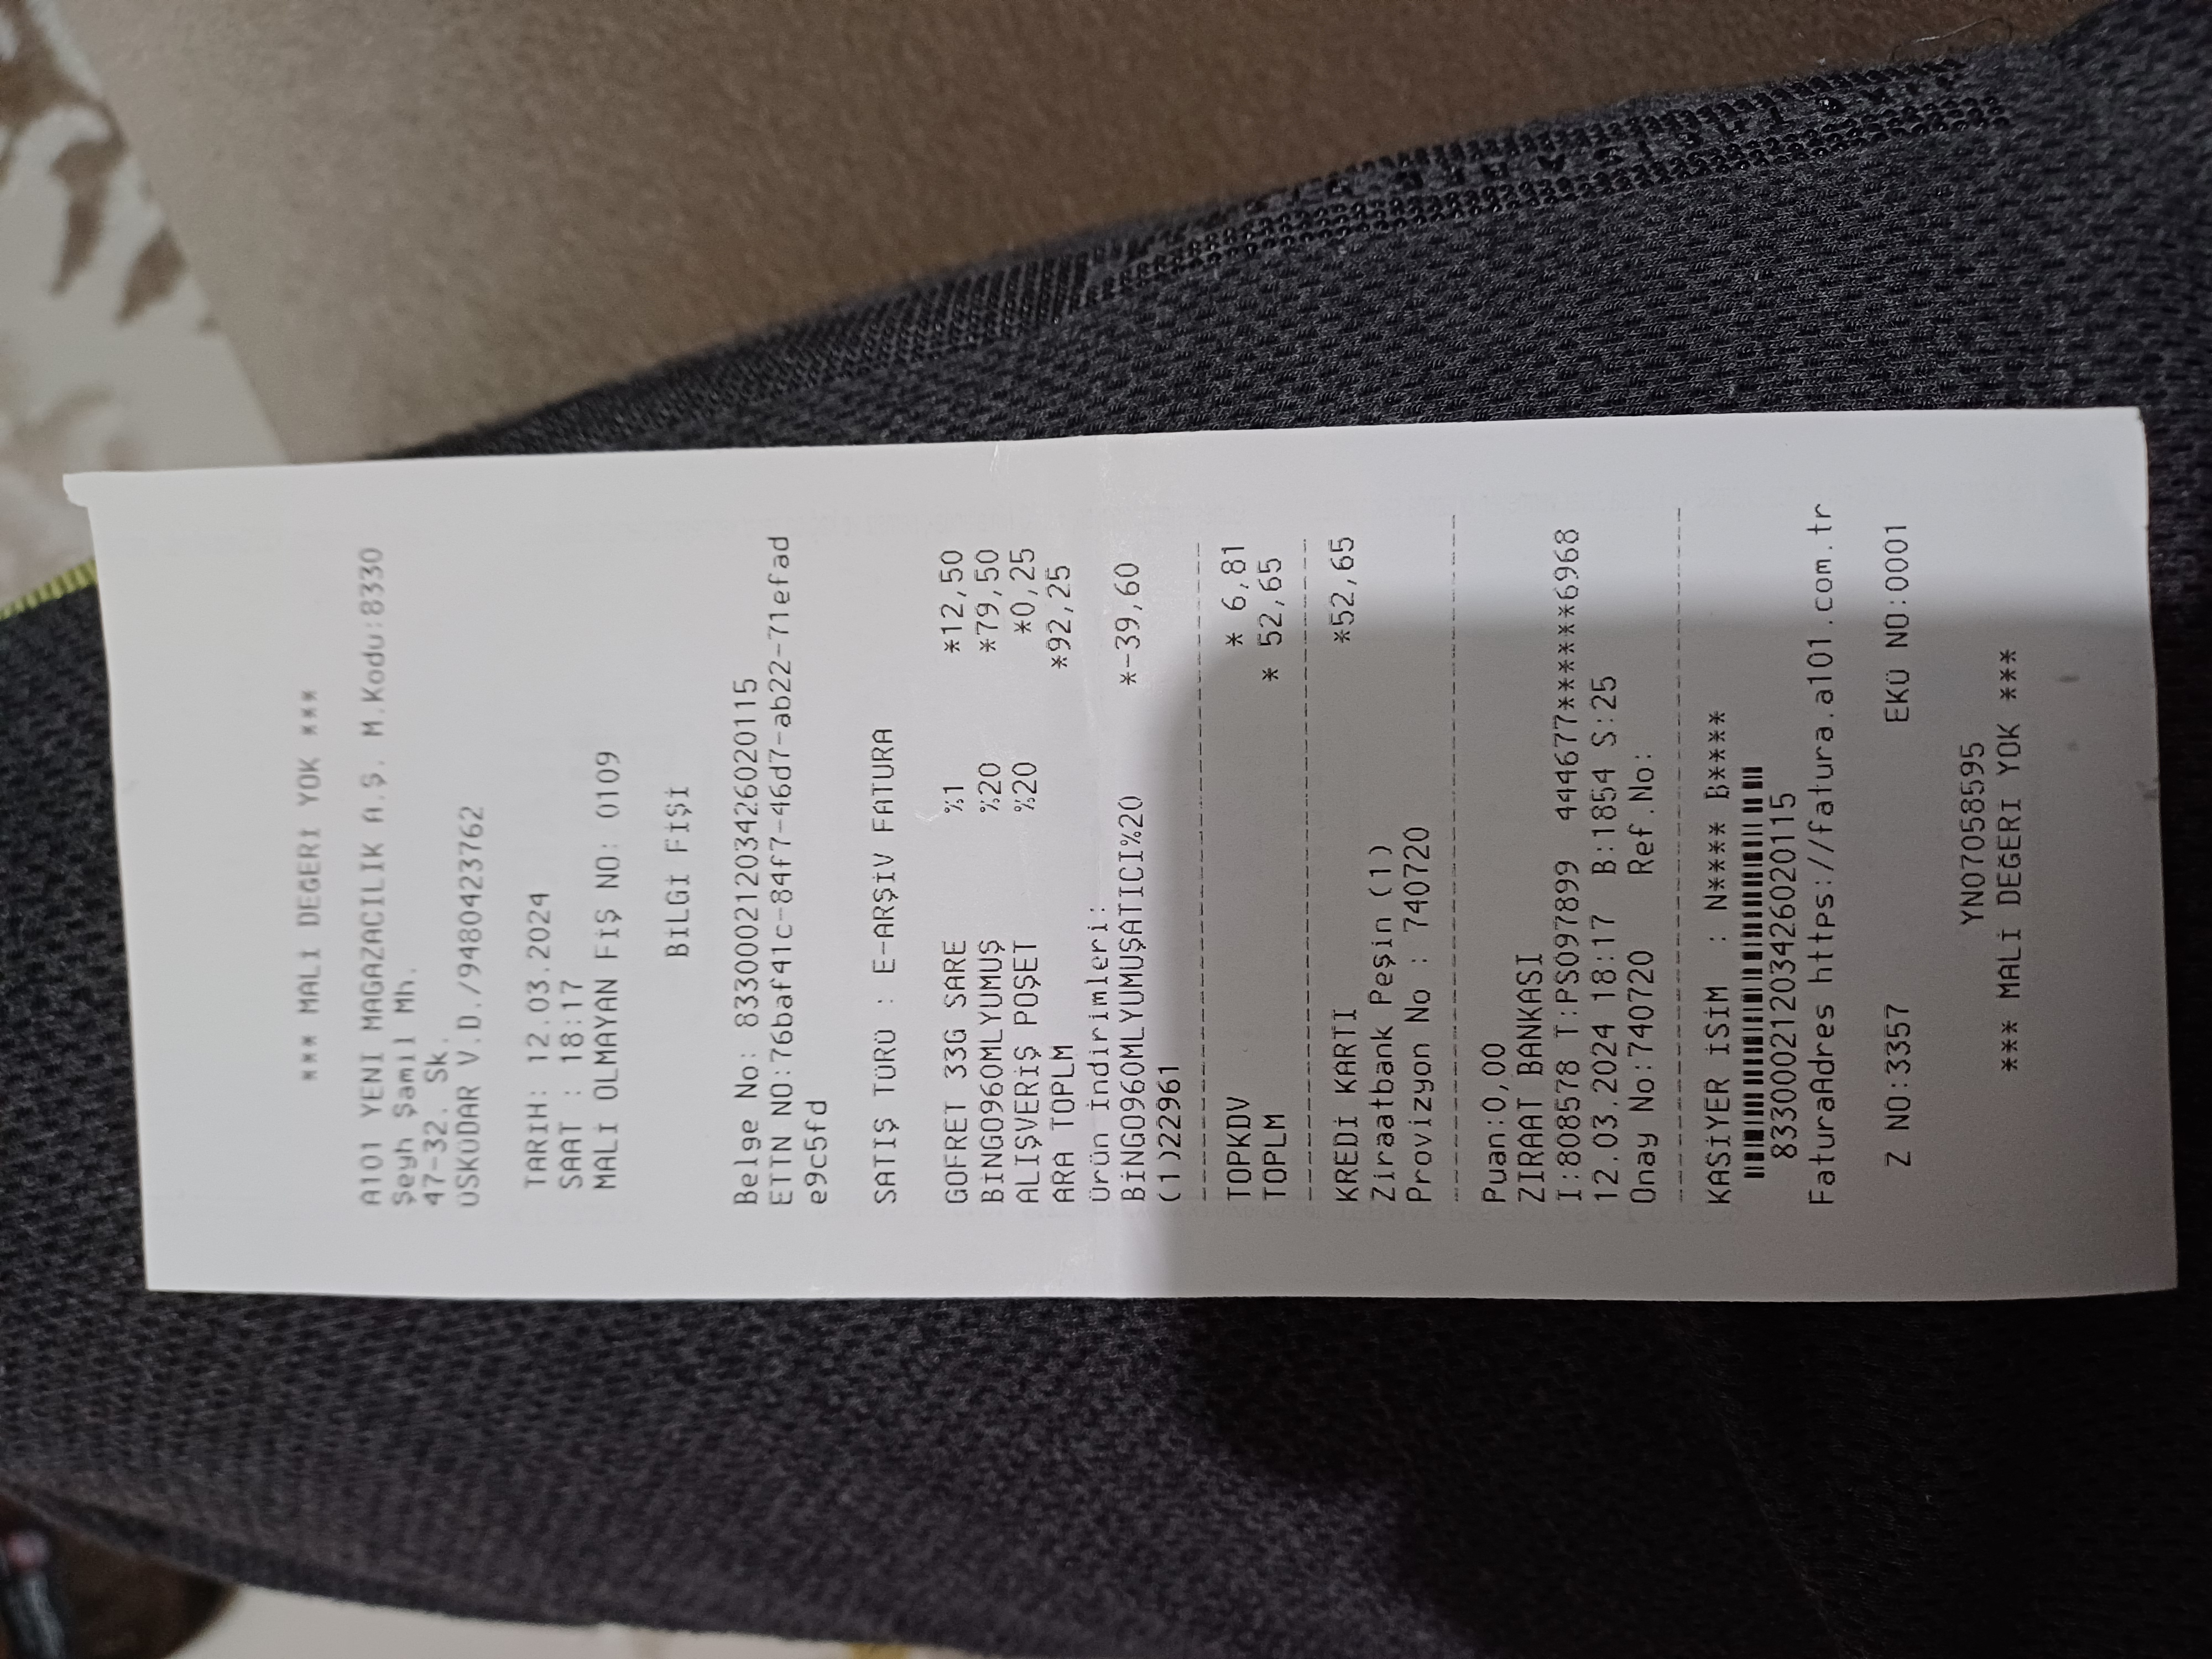 *** MALİ DEĞERİ YOK ***
A101 YENİ MAĞAZACILIK A.Ş. M.Kodu:8330
Şeyh Şamil Mh.
47-32. Sk.
ÜSKÜDAR V.D./9480423762
TARİH: 12.03.2024
SAAT : 18:17
MALİ OLMAYAN FİŞ NO: 0109
BİLGİ FİŞİ
Belge No: 8330002120342602​0115
ETTN NO:76baf41c-84f7-46d7-ab22-71efad
e9c5fd
SATIŞ TÜRÜ : E-ARŞİV FATURA
GOFRET 33G SARE %1 *12,50
BİNGO960MLYUMUŞ %20 *79,50
ALIŞVERİŞ POŞET %20 *0,25
ARA TOPLM *92,25
Ürün İndirimleri:
BİNGO960MLYUMUŞATICI%20 *-39,60
(1)22961
TOPKDV * 6,81
TOPLM * 52,65
KREDİ KARTI *52,65
Ziraatbank Peşin(1)
Provizyon No : 740720
Puan:0,00
ZIRAAT BANKASI
I:808578 T:PS097899 444677******6968
12.03.2024 18:17 B:1854 S:25
Onay No:740720 Ref.No:
KASİYER İSİM : N**** B****
83300021203426020115
FaturaAdres https://fatura.a101.com.tr
Z NO:3357 EKÜ NO:0001
YN07058595
*** MALİ DEĞERİ YOK ***